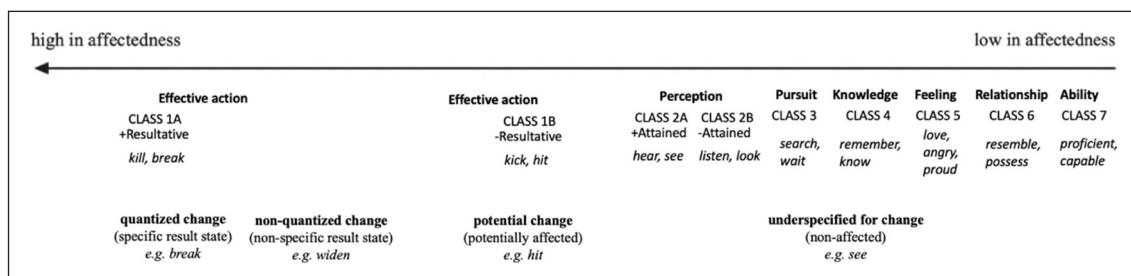 high in affectedness low in affectedness
Effective action Effective action Perception Pursuit Knowledge Feeling Relationship Ability
CLASS 1A CLASS 1B CLASS 2A CLASS 2B CLASS 3 CLASS 4 CLASS 5 CLASS 6 CLASS 7
+Resultative -Resultative +Attained -Attained
kill, break kick, hit hear, see listen, look search, wait remember, know love, angry, proud resemble, possess proficient, capable
quantized change non-quantized change potential change underspecified for change
(specific result state) (non-specific result state) (potentially affected) (non-affected)
e.g. break e.g. widen e.g. hit e.g. see